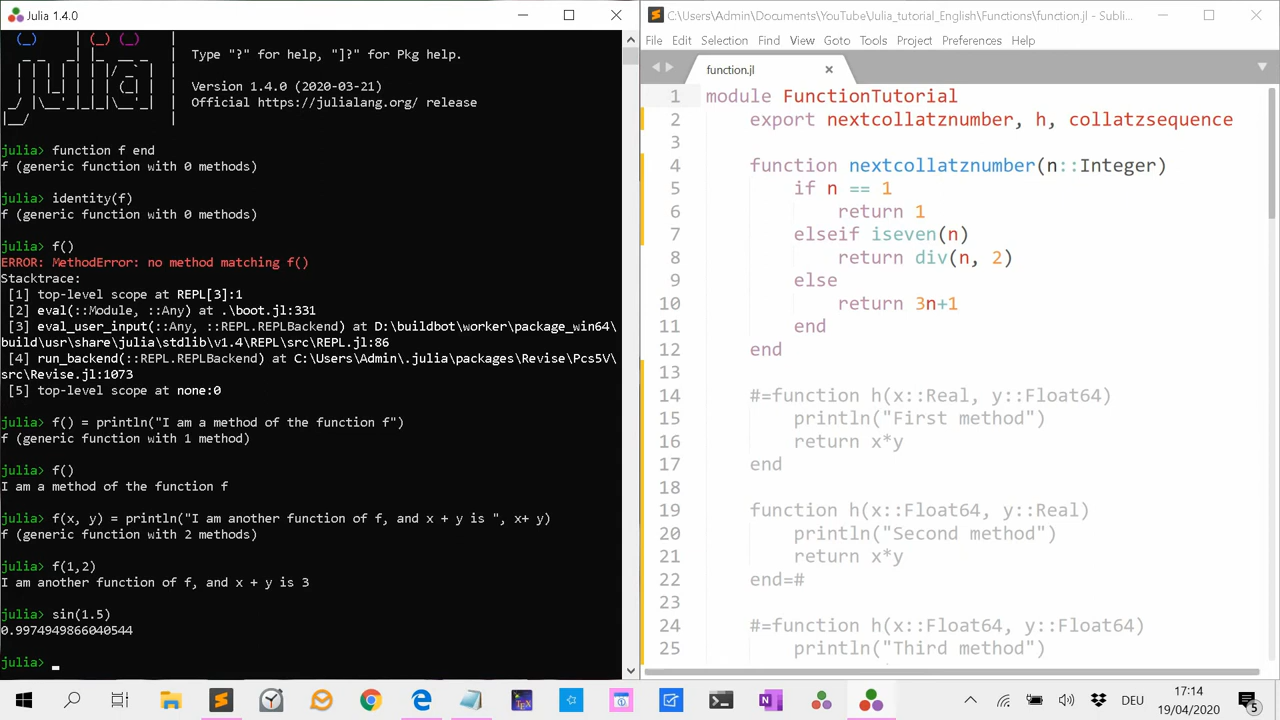 Julia 1.4.0
Type "?" for help, "]?" for Pkg help.
Version 1.4.0 (2020-03-21)
Official https://julialang.org/ release
julia> function f end
f (generic function with 0 methods)
julia> identity(f)
f (generic function with 0 methods)
julia> f()
ERROR: MethodError: no method matching f()
Stacktrace:
[1] top-level scope at REPL[3]:1
[2] eval(::Module, ::Any) at .\boot.jl:331
[3] eval_user_input(::Any, ::REPL.REPLBackend) at D:\buildbot\worker\package_win64\
build\usr\share\julia\stdlib\v1.4\REPL\src\REPL.jl:86
[4] run_backend(::REPL.REPLBackend) at C:\Users\Admin\.julia\packages\Revise\Pcs5V\
src\Revise.jl:1073
[5] top-level scope at none:0
julia> f() = println("I am a method of the function f")
f (generic function with 1 method)
julia> f()
I am a method of the function f
julia> f(x, y) = println("I am another function of f, and x + y is ", x+ y)
f (generic function with 2 methods)
julia> f(1,2)
I am another function of f, and x + y is 3
julia> sin(1.5)
0.9974949866040544
julia> _
C:\Users\Admin\Documents\YouTube\Julia_tutorial_English\Functions\function.jl - Subli...
File Edit Selection Find View Goto Tools Project Preferences Help
function.jl
1 module FunctionTutorial
2 export nextcollatznumber, h, collatzsequence
3
4 function nextcollatznumber(n::Integer)
5 if n == 1
6 return 1
7 elseif iseven(n)
8 return div(n, 2)
9 else
10 return 3n+1
11 end
12 end
13
14 #=function h(x::Real, y::Float64)
15 println("First method")
16 return x*y
17 end
18
19 function h(x::Float64, y::Real)
20 println("Second method")
21 return x*y
22 end=#
23
24 #=function h(x::Float64, y::Float64)
25 println("Third method")
DEU
17:14
19/04/2020
5